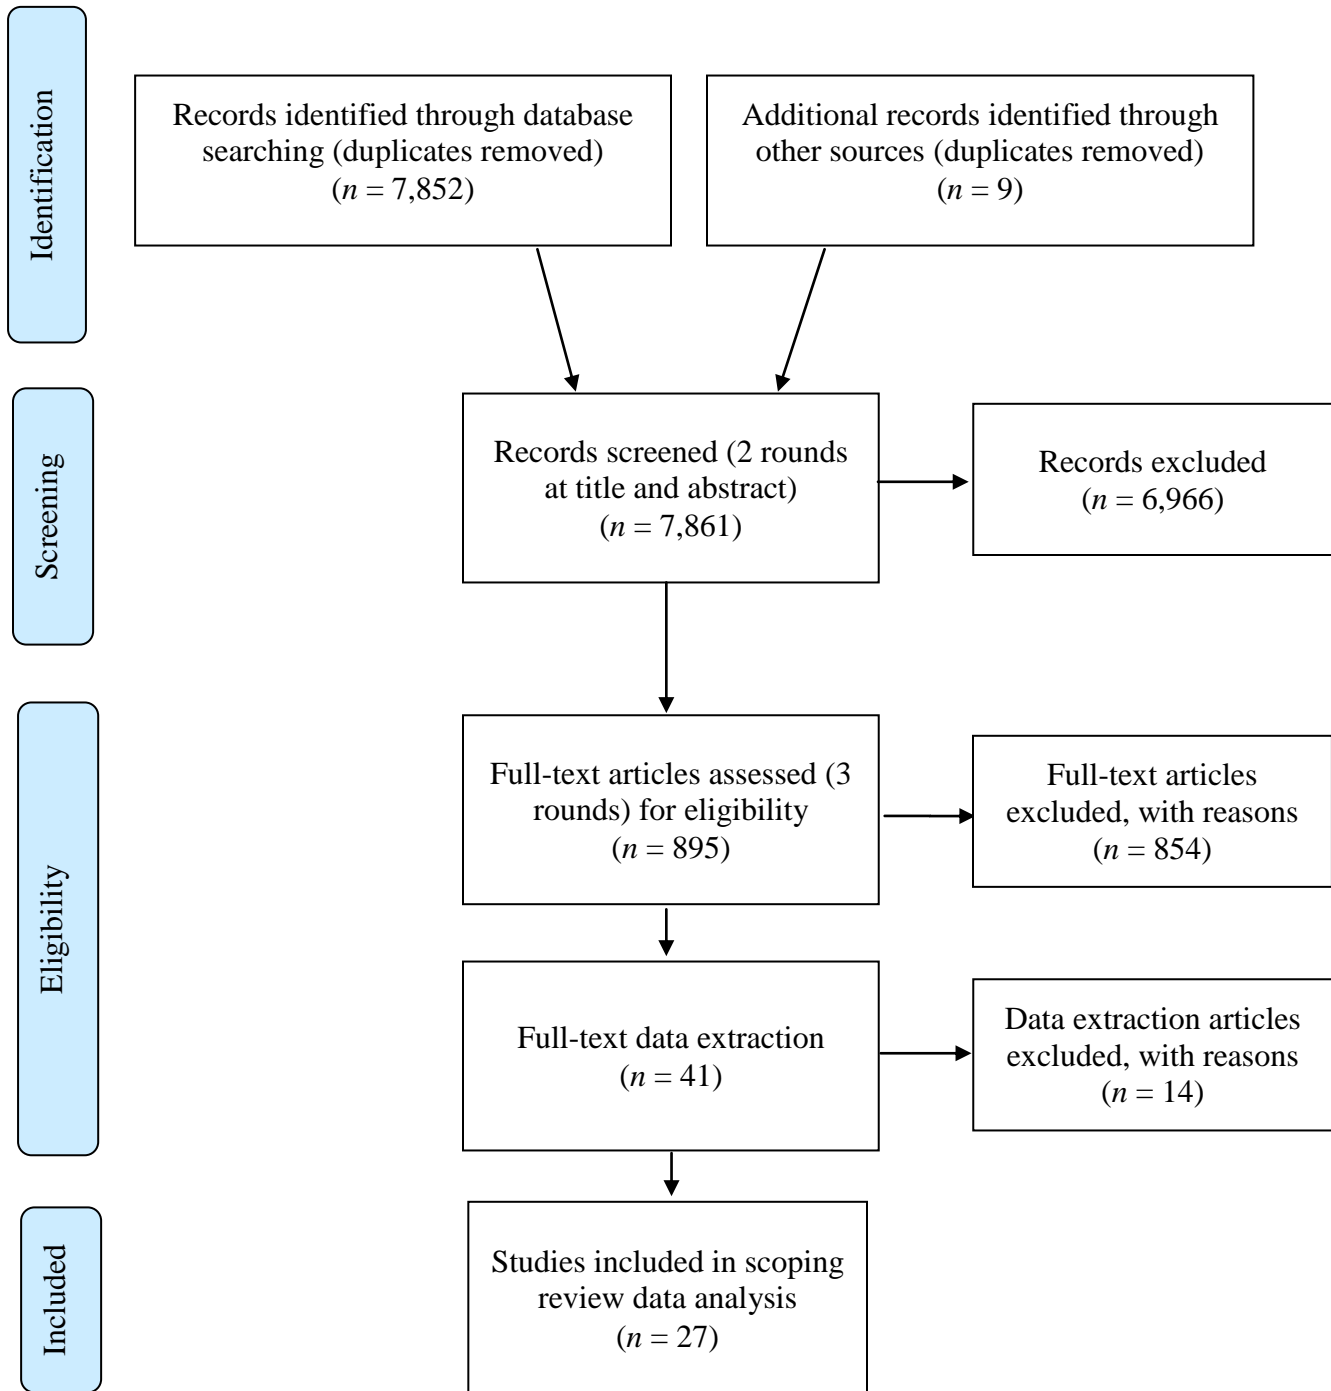 Identification
Records identified through database
searching (duplicates removed)
(n = 7,852)
Additional records identified through
other sources (duplicates removed)
(n = 9)
Screening
Records screened (2 rounds
at title and abstract)
(n = 7,861)
Records excluded
(n = 6,966)
Eligibility
Full-text articles assessed (3
rounds) for eligibility
(n = 895)
Full-text articles
excluded, with reasons
(n = 854)
Full-text data extraction
(n = 41)
Data extraction articles
excluded, with reasons
(n = 14)
Included
Studies included in scoping
review data analysis
(n = 27)